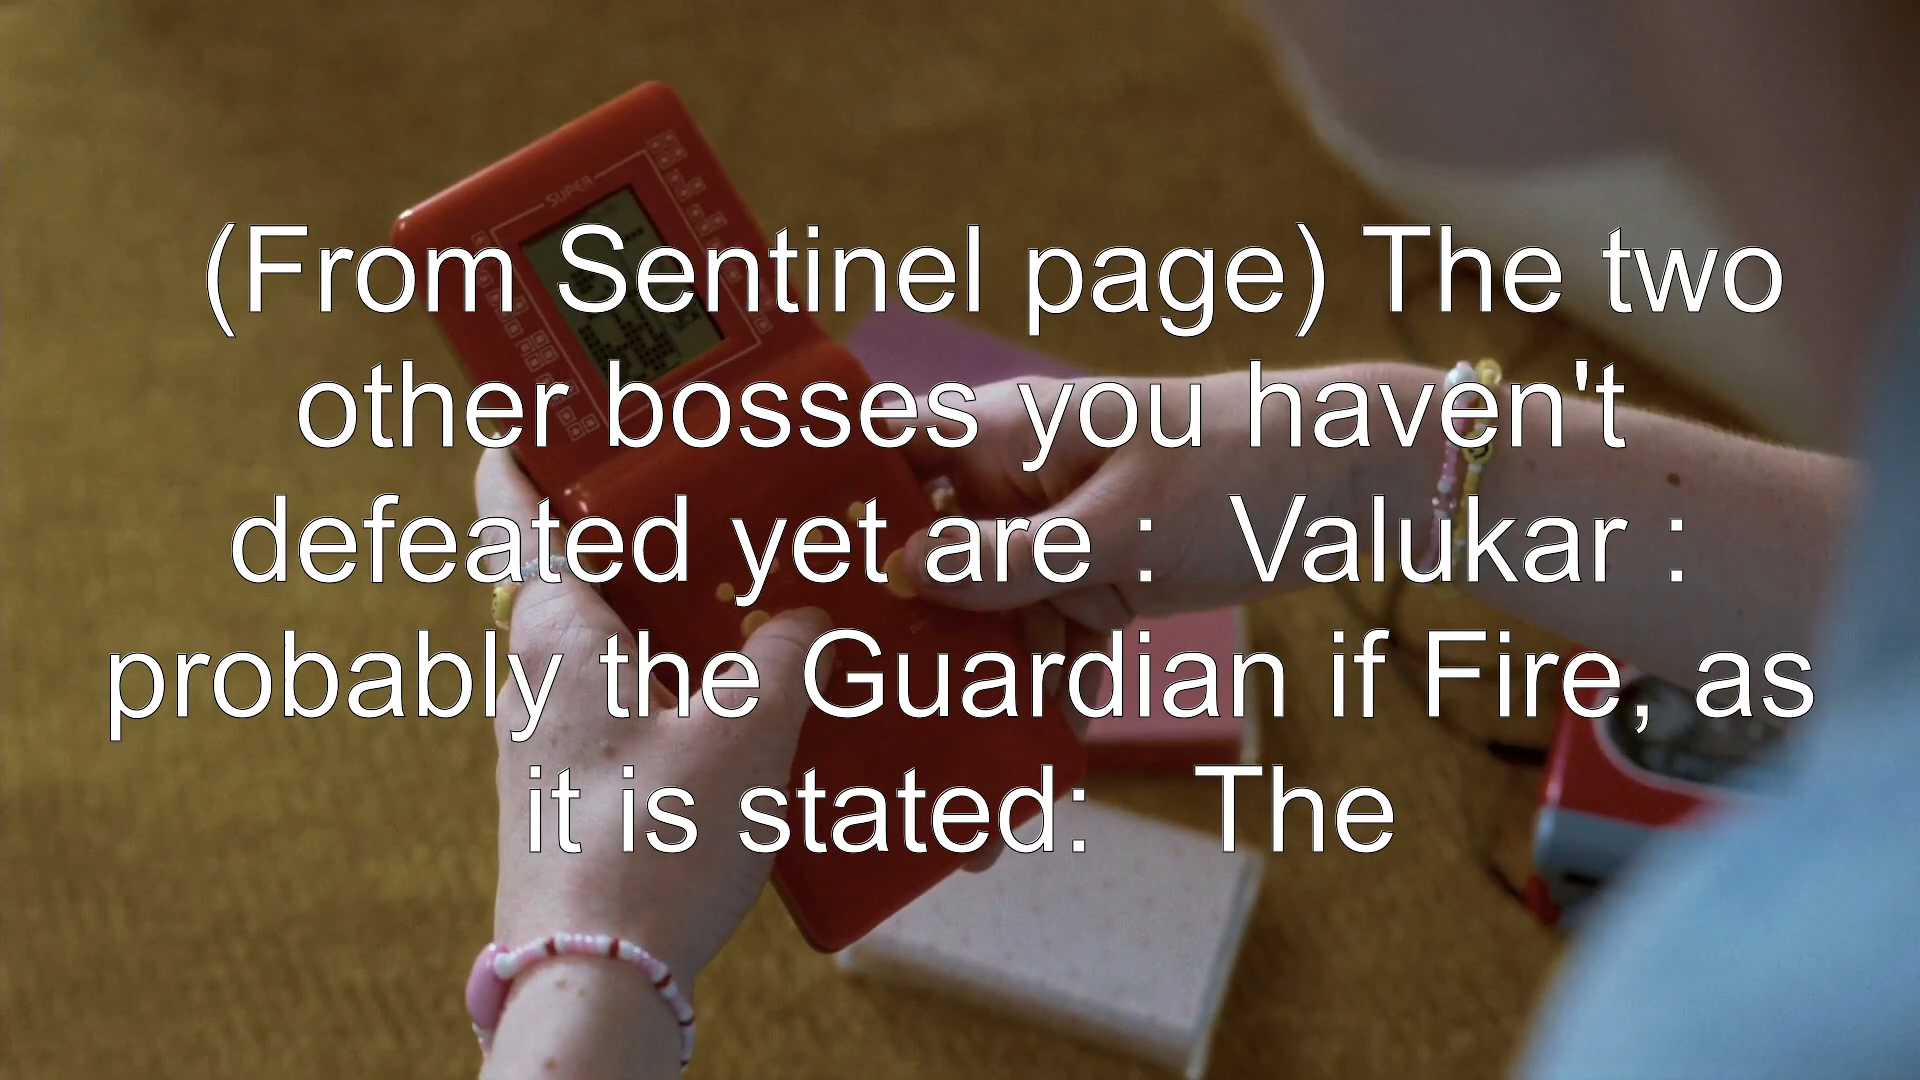 SUPER
(From Sentinel page) The two
other bosses you haven't
defeated yet are :  Valukar :
probably the Guardian if Fire, as
it is stated:   The